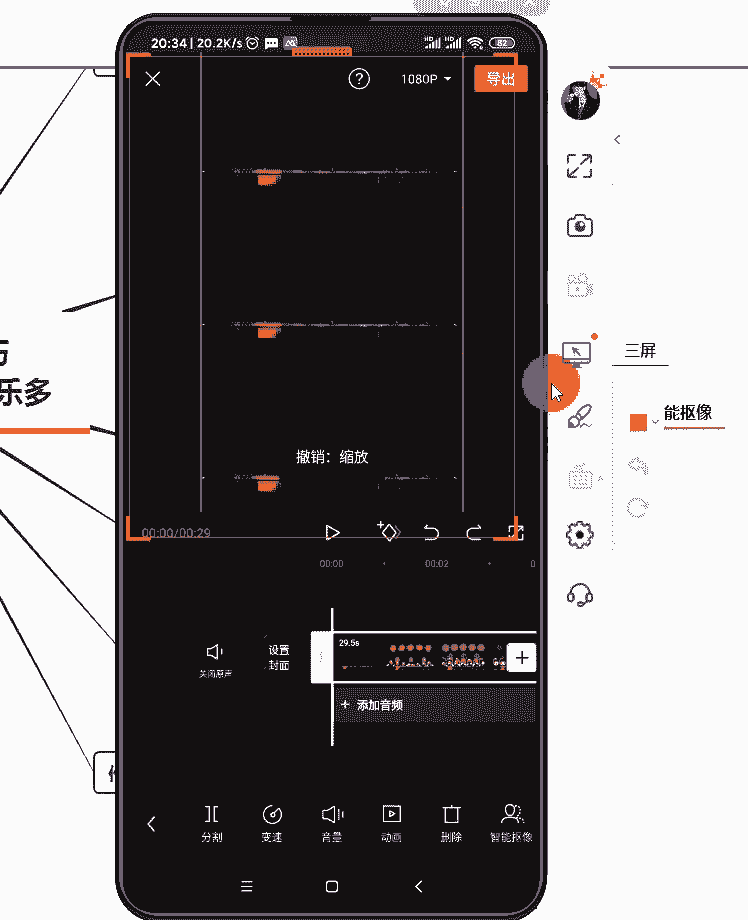 20:34 | 20.2K/s
82
1080P
导出
三屏
乐多
能抠像
撤销：缩放
00:00/00:29
00:00
00:02
0
29.5s
关闭原声
设置
封面
+ 添加音频
分割
变速
音量
动画
删除
智能抠像